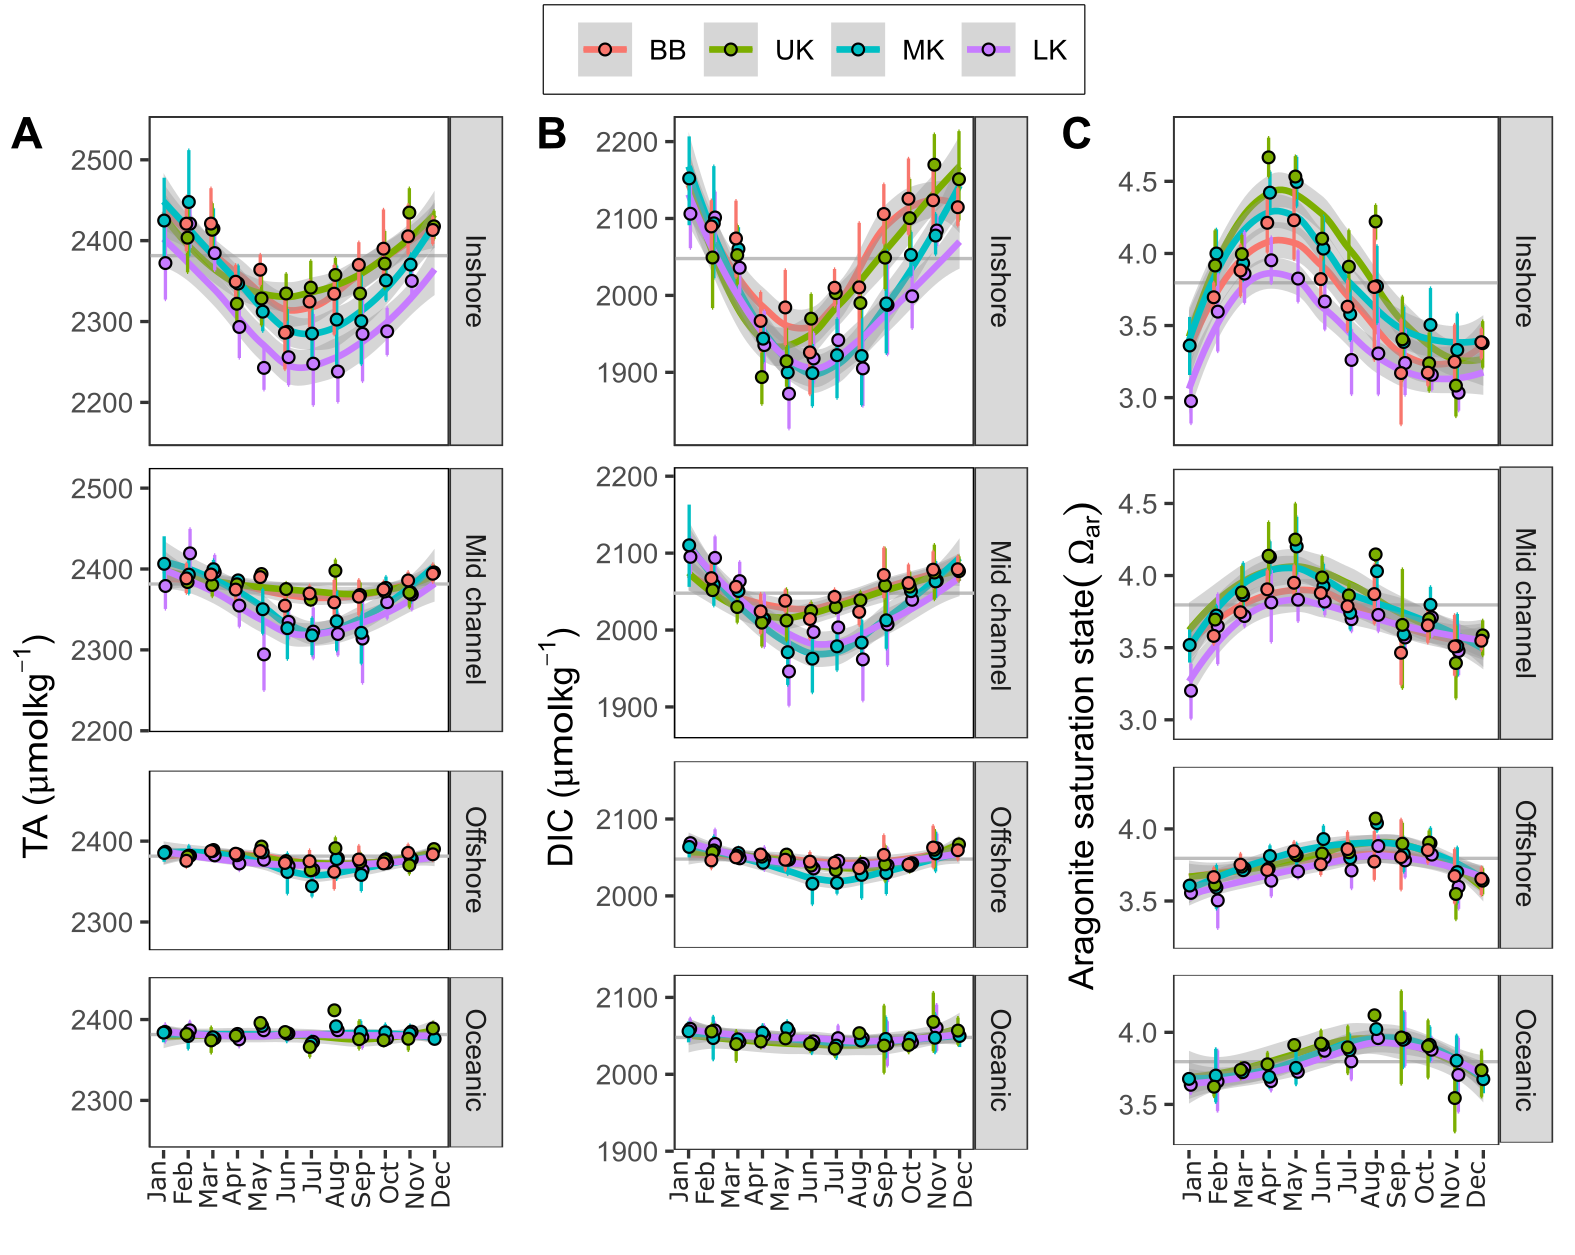 BB UK MK LK
A
2500
2400
2300
2200
Inshore
2500
2400
2300
2200
Mid channel
2400
2300
Offshore
2400
2300
Oceanic
TA (μmolkg⁻¹)
Jan Feb Mar Apr May Jun Jul Aug Sep Oct Nov Dec
B
2200
2100
2000
1900
Inshore
2200
2100
2000
1900
Mid channel
2100
2000
Offshore
2100
2000
1900
Oceanic
DIC (μmolkg⁻¹)
Jan Feb Mar Apr May Jun Jul Aug Sep Oct Nov Dec
C
4.5
4.0
3.5
3.0
Inshore
4.5
4.0
3.5
3.0
Mid channel
4.0
3.5
Offshore
4.0
3.5
Oceanic
Aragonite saturation state( Ωar)
Jan Feb Mar Apr May Jun Jul Aug Sep Oct Nov Dec